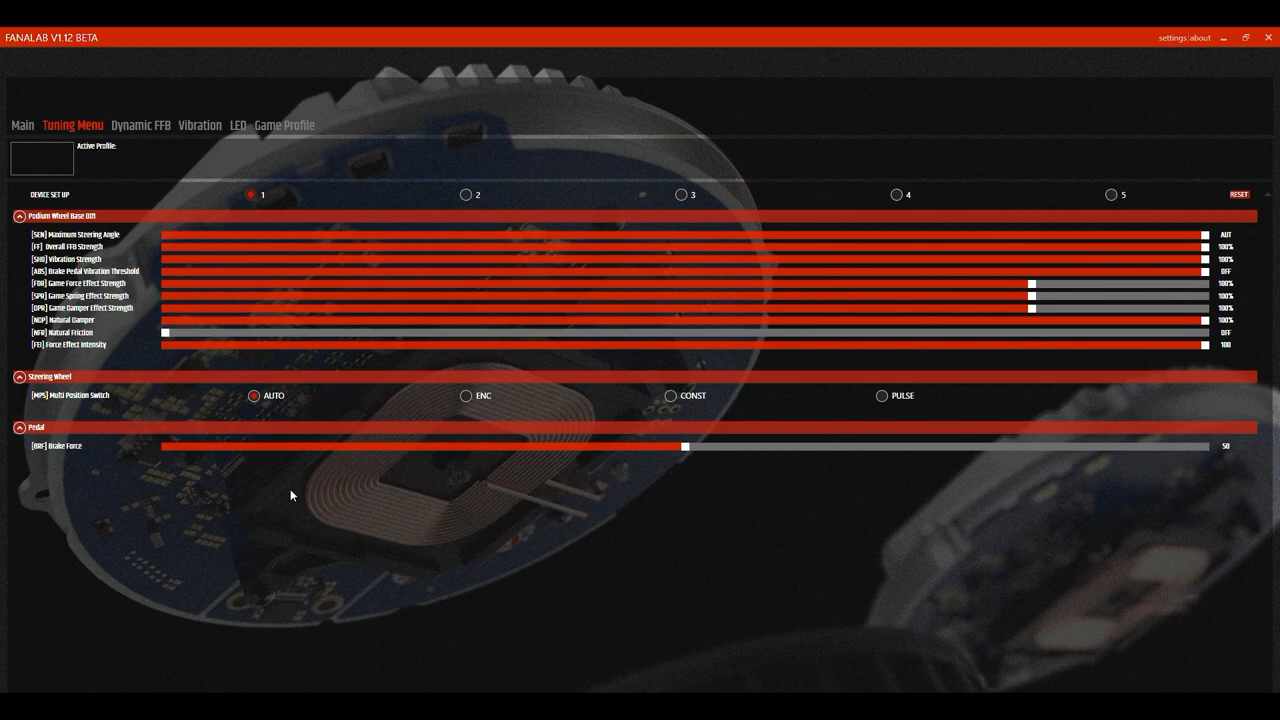 FANALAB V1.12 BETA settings about
Main Tuning Menu Dynamic FFB Vibration LED Game Profile
Active Profile:
DEVICE SET UP 1 2 3 4 5 RESET
Podium Wheel Base DD1
[SEN] Maximum Steering Angle AUT
[FF] Overall FFB Strength 100%
[SHO] Vibration Strength 100%
[ABS] Brake Pedal Vibration Threshold OFF
[FOR] Game Force Effect Strength 100%
[SPR] Game Spring Effect Strength 100%
[DPR] Game Damper Effect Strength 100%
[NDP] Natural Damper 100%
[NFR] Natural Friction OFF
[FEI] Force Effect Intensity 100
Steering Wheel
[MPS] Multi Position Switch AUTO ENC CONST PULSE
Pedal
[BRF] Brake Force 50